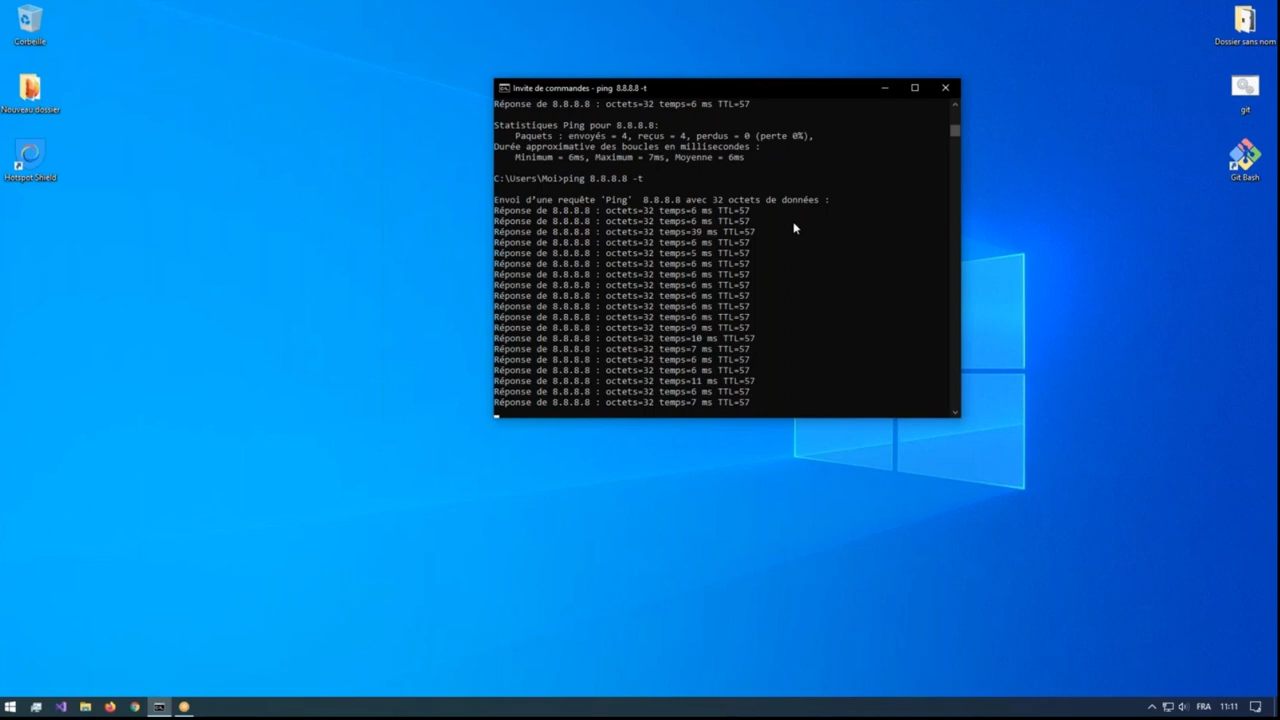 Corbeille
Nouveau dossier
Hotspot Shield
Dossier sans nom
git
Git Bash
Invite de commandes - ping 8.8.8.8 -t
Réponse de 8.8.8.8 : octets=32 temps=6 ms TTL=57
Statistiques Ping pour 8.8.8.8:
Paquets : envoyés = 4, reçus = 4, perdus = 0 (perte 0%),
Durée approximative des boucles en millisecondes :
Minimum = 6ms, Maximum = 7ms, Moyenne = 6ms
C:\Users\Moi>ping 8.8.8.8 -t
Envoi d’une requête 'Ping'  8.8.8.8 avec 32 octets de données :
Réponse de 8.8.8.8 : octets=32 temps=6 ms TTL=57
Réponse de 8.8.8.8 : octets=32 temps=6 ms TTL=57
Réponse de 8.8.8.8 : octets=32 temps=39 ms TTL=57
Réponse de 8.8.8.8 : octets=32 temps=6 ms TTL=57
Réponse de 8.8.8.8 : octets=32 temps=5 ms TTL=57
Réponse de 8.8.8.8 : octets=32 temps=6 ms TTL=57
Réponse de 8.8.8.8 : octets=32 temps=6 ms TTL=57
Réponse de 8.8.8.8 : octets=32 temps=6 ms TTL=57
Réponse de 8.8.8.8 : octets=32 temps=6 ms TTL=57
Réponse de 8.8.8.8 : octets=32 temps=6 ms TTL=57
Réponse de 8.8.8.8 : octets=32 temps=6 ms TTL=57
Réponse de 8.8.8.8 : octets=32 temps=9 ms TTL=57
Réponse de 8.8.8.8 : octets=32 temps=10 ms TTL=57
Réponse de 8.8.8.8 : octets=32 temps=7 ms TTL=57
Réponse de 8.8.8.8 : octets=32 temps=6 ms TTL=57
Réponse de 8.8.8.8 : octets=32 temps=6 ms TTL=57
Réponse de 8.8.8.8 : octets=32 temps=11 ms TTL=57
Réponse de 8.8.8.8 : octets=32 temps=6 ms TTL=57
Réponse de 8.8.8.8 : octets=32 temps=7 ms TTL=57
FRA 11:11